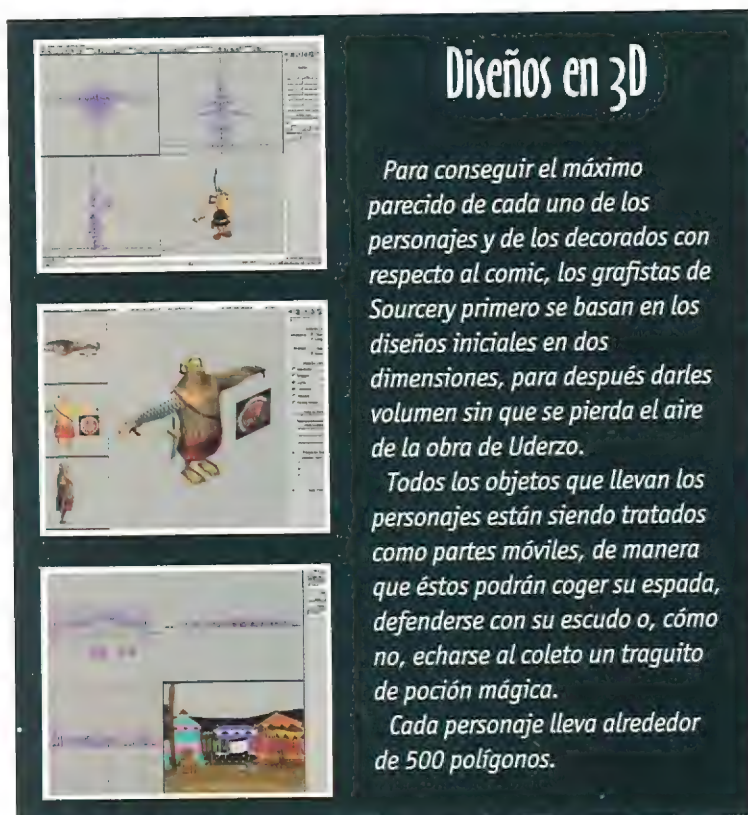 Diseños en 3D
Para conseguir el máximo
parecido de cada uno de los
personajes y de los decorados con
respecto al comic, los grafistas de
Sourcery primero se basan en los
diseños iniciales en dos
dimensiones, para después darles
volumen sin que se pierda el aire
de la obra de Uderzo.
Todos los objetos que llevan los
personajes están siendo tratados
como partes móviles, de manera
que éstos podrán coger su espada,
defenderse con su escudo o, cómo
no, echarse al coleto un traguito
de poción mágica.
Cada personaje lleva alrededor
de 500 polígonos.